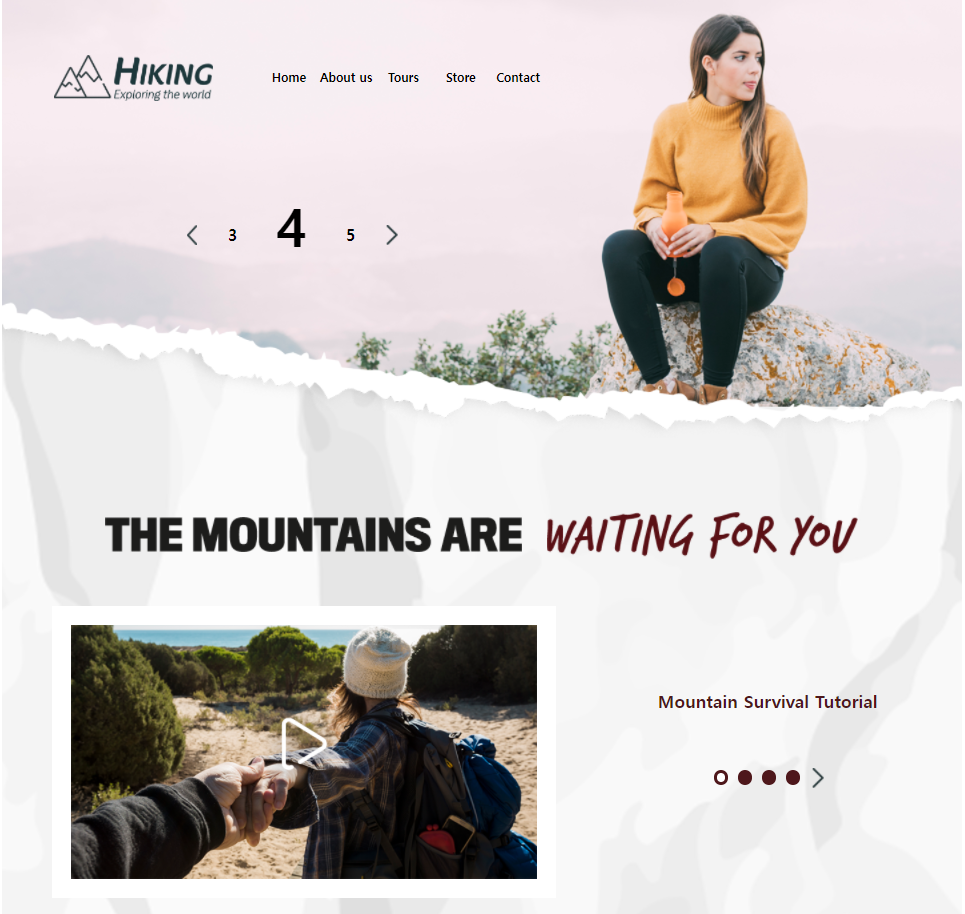 HIKING
Exploring the world
Home About us Tours Store Contact
3 4 5
THE MOUNTAINS ARE WAITING FOR YOU
Mountain Survival Tutorial